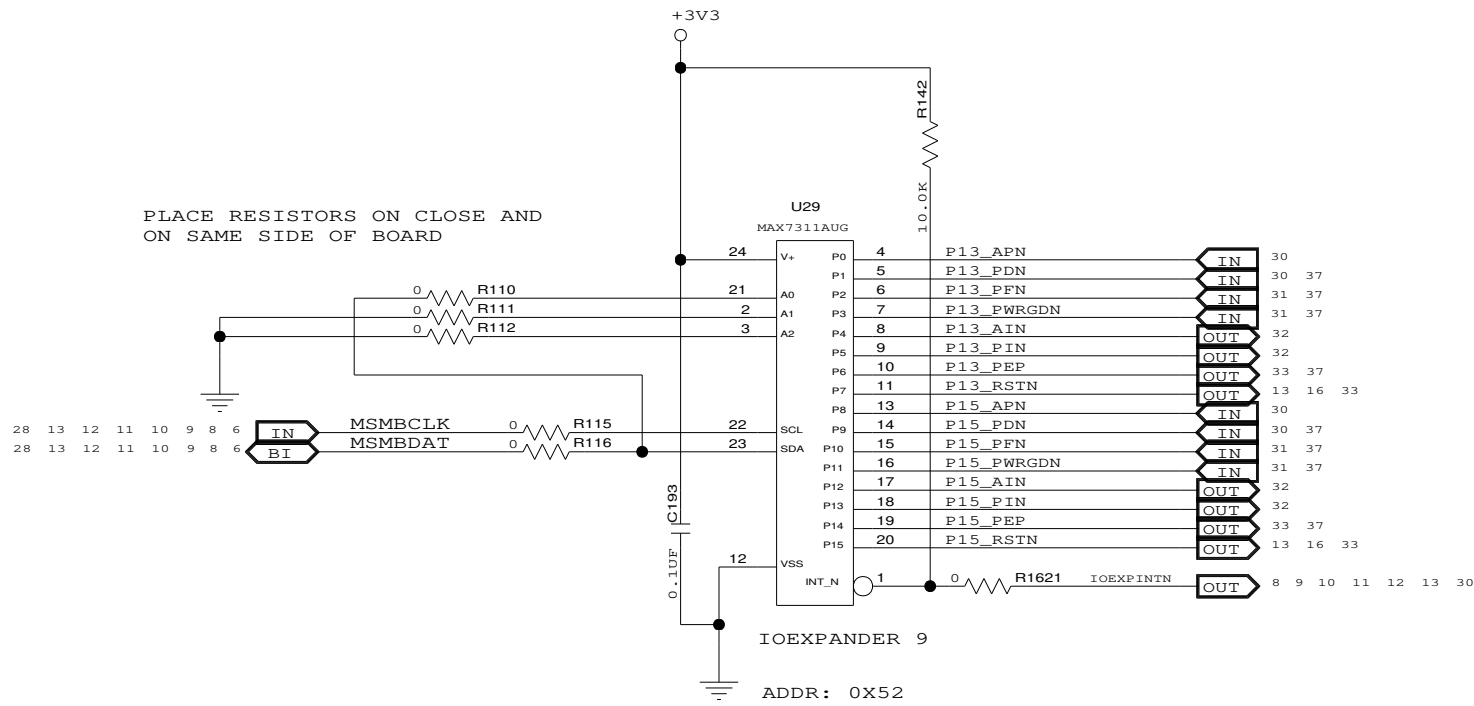 +3V3
R142
10.0K
PLACE RESISTORS ON CLOSE AND
ON SAME SIDE OF BOARD
U29
MAX7311AUG
24 V+ P0 4 P13_APN IN 30
P1 5 P13_PDN IN 30 37
0 R110 21 A0 P2 6 P13_PFN IN 31 37
0 R111 2 A1 P3 7 P13_PWRGDN IN 31 37
0 R112 3 A2 P4 8 P13_AIN OUT 32
P5 9 P13_PIN OUT 32
P6 10 P13_PEP OUT 33 37
P7 11 P13_RSTN OUT 13 16 33
P8 13 P15_APN IN 30
28 13 12 11 10 9 8 6 IN MSMBCLK 0 R115 22 SCL P9 14 P15_PDN IN 30 37
28 13 12 11 10 9 8 6 BI MSMBDAT 0 R116 23 SDA P10 15 P15_PFN IN 31 37
P11 16 P15_PWRGDN IN 31 37
P12 17 P15_AIN OUT 32
P13 18 P15_PIN OUT 32
P14 19 P15_PEP OUT 33 37
P15 20 P15_RSTN OUT 13 16 33
C193
0.1UF
12 VSS
INT_N 1 0 R1621 IOEXPINTN OUT 8 9 10 11 12 13 30
IOEXPANDER 9
ADDR: 0X52